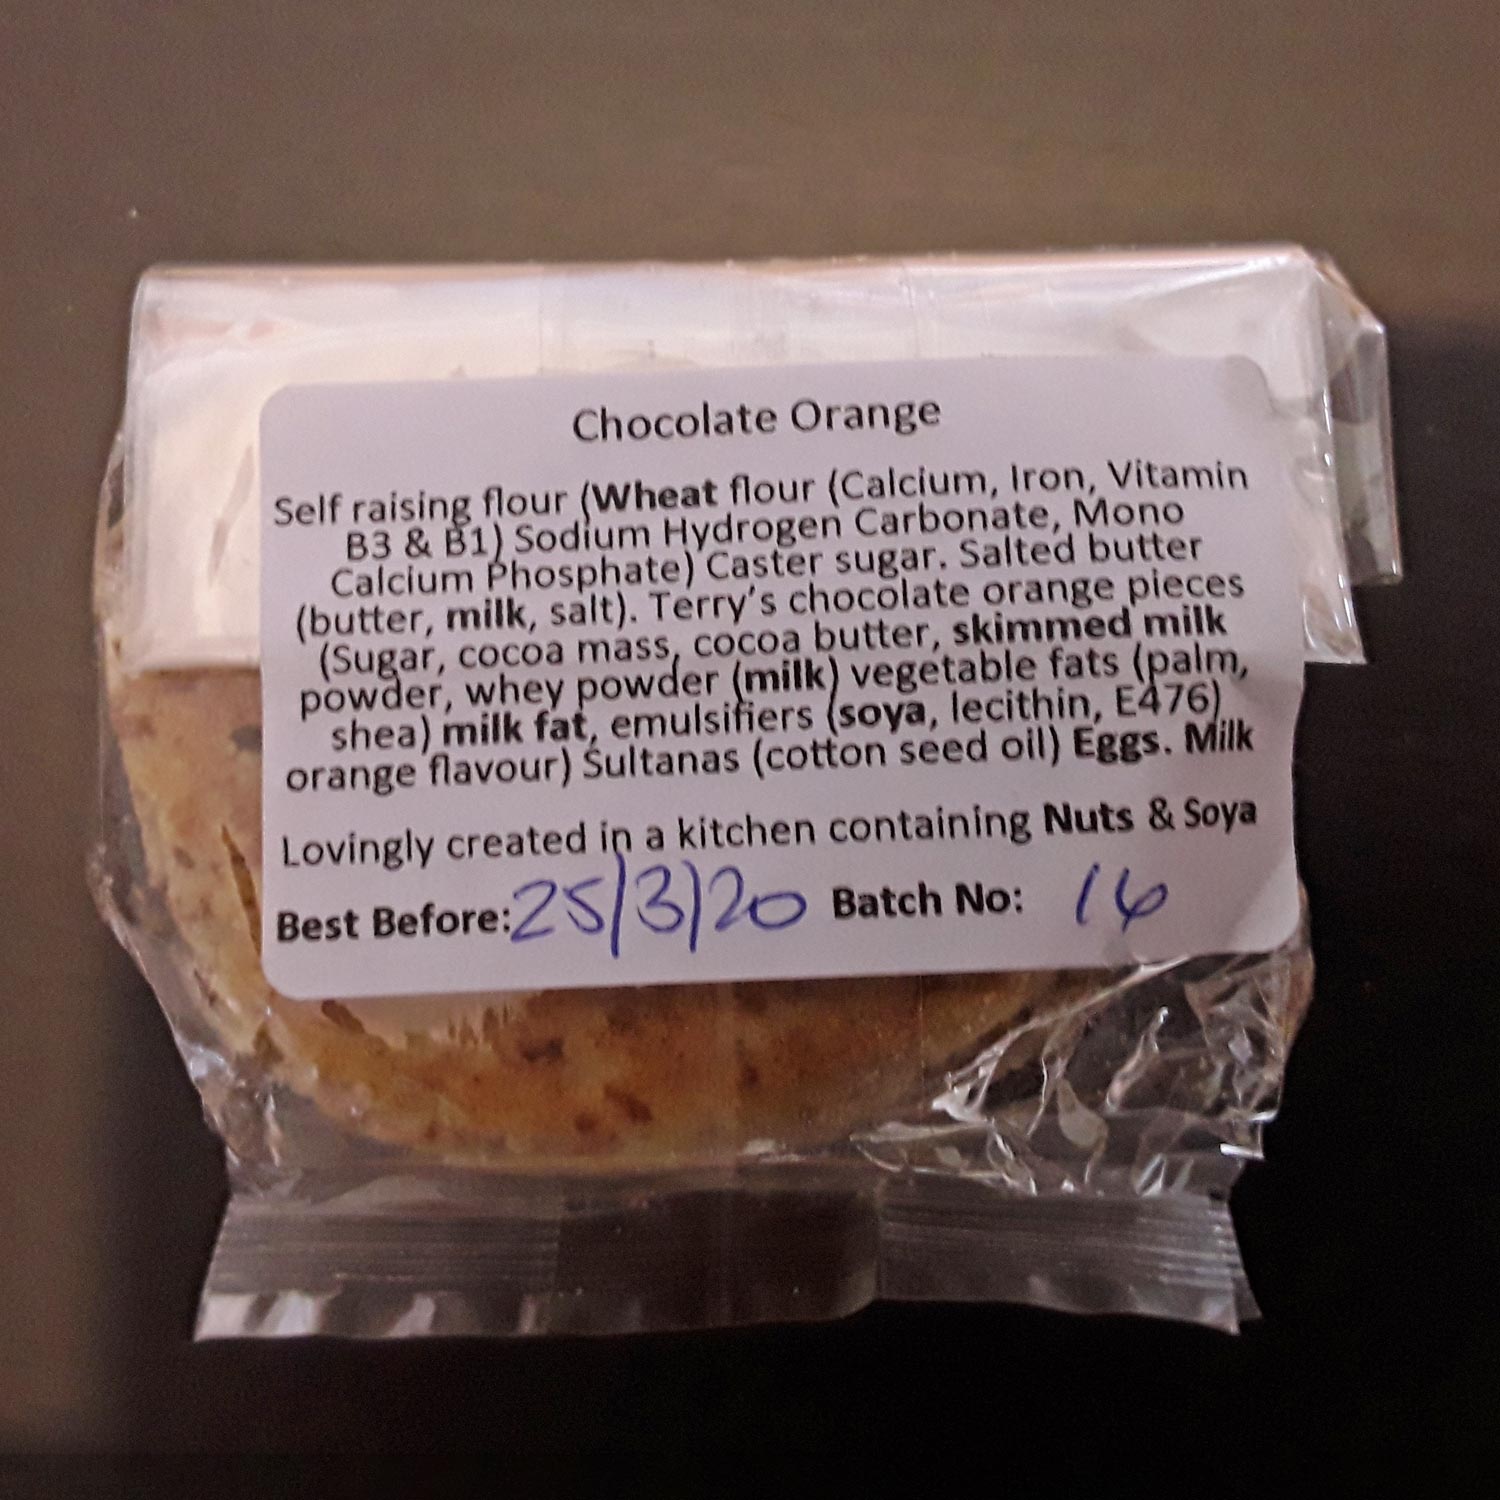 Chocolate Orange
Self raising flour (Wheat flour (Calcium, Iron, Vitamin
B3 & B1) Sodium Hydrogen Carbonate, Mono
Calcium Phosphate) Caster sugar. Salted butter
(butter, milk, salt). Terry's chocolate orange pieces
(Sugar, cocoa mass, cocoa butter, skimmed milk
powder, whey powder (milk) vegetable fats (palm,
shea) milk fat, emulsifiers (soya, lecithin, E476)
orange flavour) Sultanas (cotton seed oil) Eggs. Milk
Lovingly created in a kitchen containing Nuts & Soya
Best Before: 25/3/20 Batch No: 16